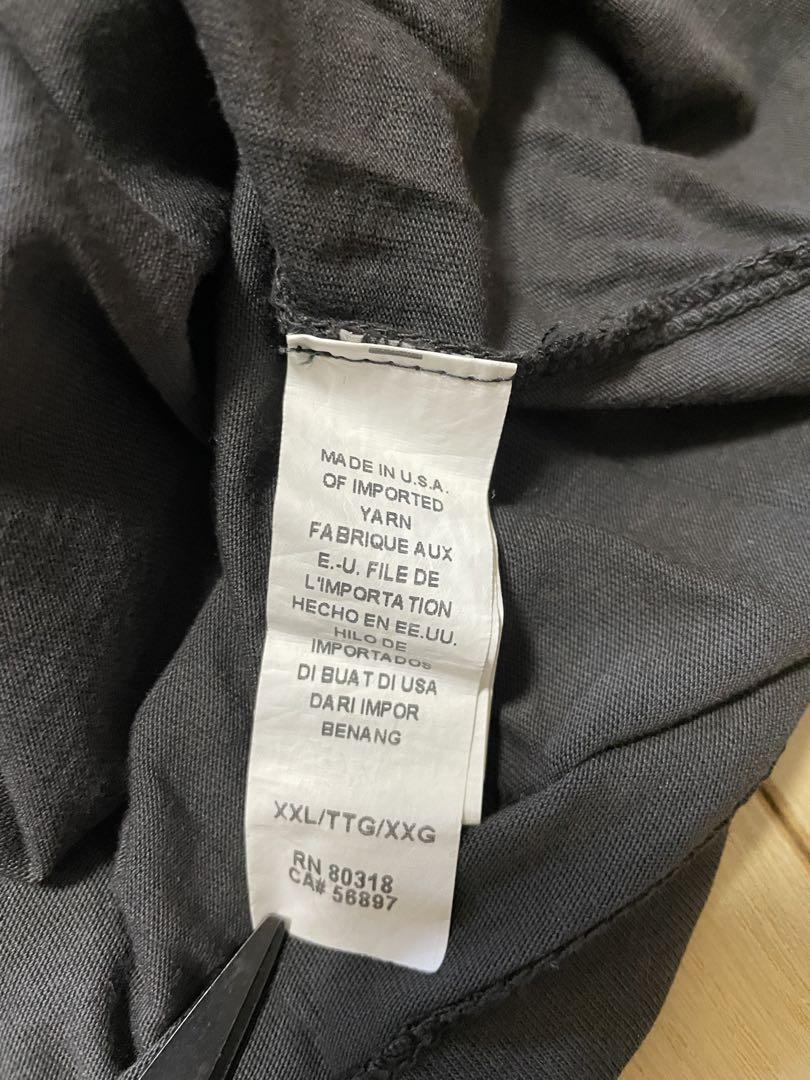 MADE IN U.S.A.
OF IMPORTED
YARN
FABRIQUE AUX
E.-U. FILE DE
L'IMPORTATION
HECHO EN EE.UU.
HILO DE
IMPORTADOS
DI BUAT DI USA
DARI IMPOR
BENANG
XXL/TTG/XXG
RN 80318
CA# 56897